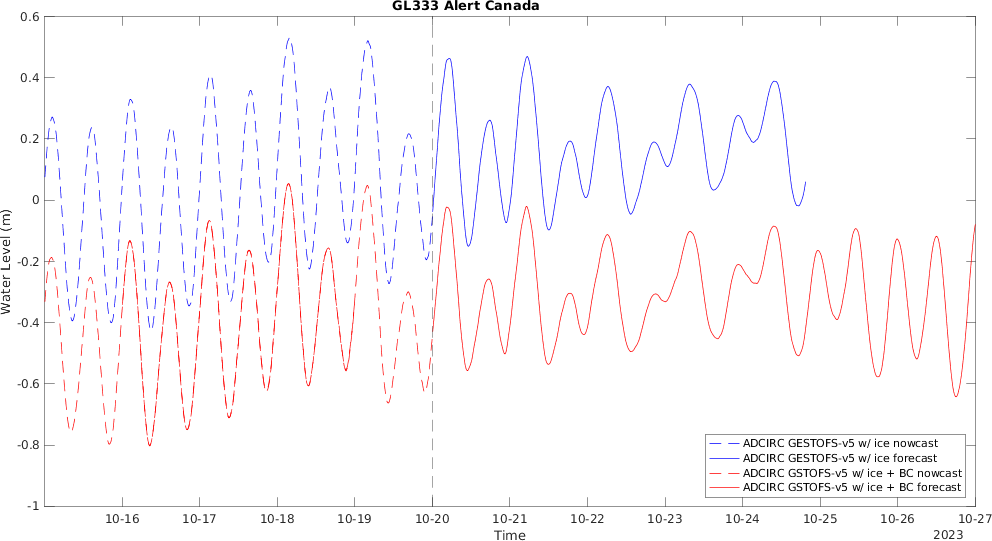 GL333 Alert Canada
0.6
0.4
0.2
0
-0.2
-0.4
-0.6
-0.8
-1
Water Level (m)
10-16 10-17 10-18 10-19 10-20 10-21 10-22 10-23 10-24 10-25 10-26 10-27
Time
2023
ADCIRC GESTOFS-v5 w/ ice nowcast
ADCIRC GESTOFS-v5 w/ ice forecast
ADCIRC GSTOFS-v5 w/ ice + BC nowcast
ADCIRC GSTOFS-v5 w/ ice + BC forecast